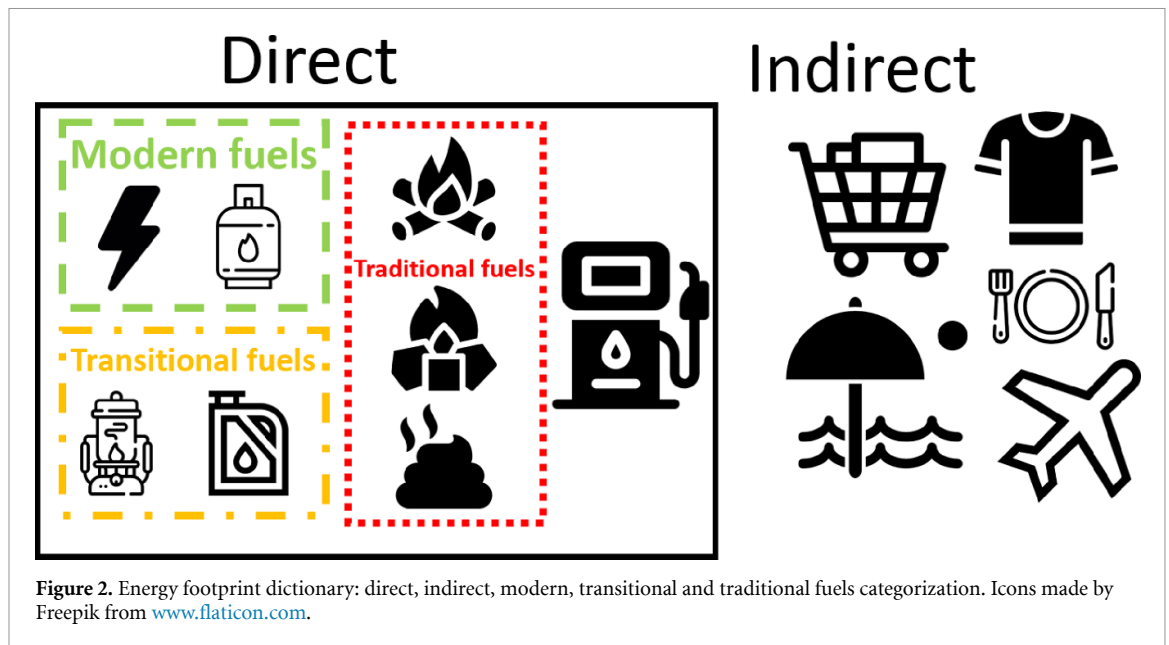 Direct
Indirect
Modern fuels
Traditional fuels
Transitional fuels
Figure 2. Energy footprint dictionary: direct, indirect, modern, transitional and traditional fuels categorization. Icons made by
Freepik from www.flaticon.com.